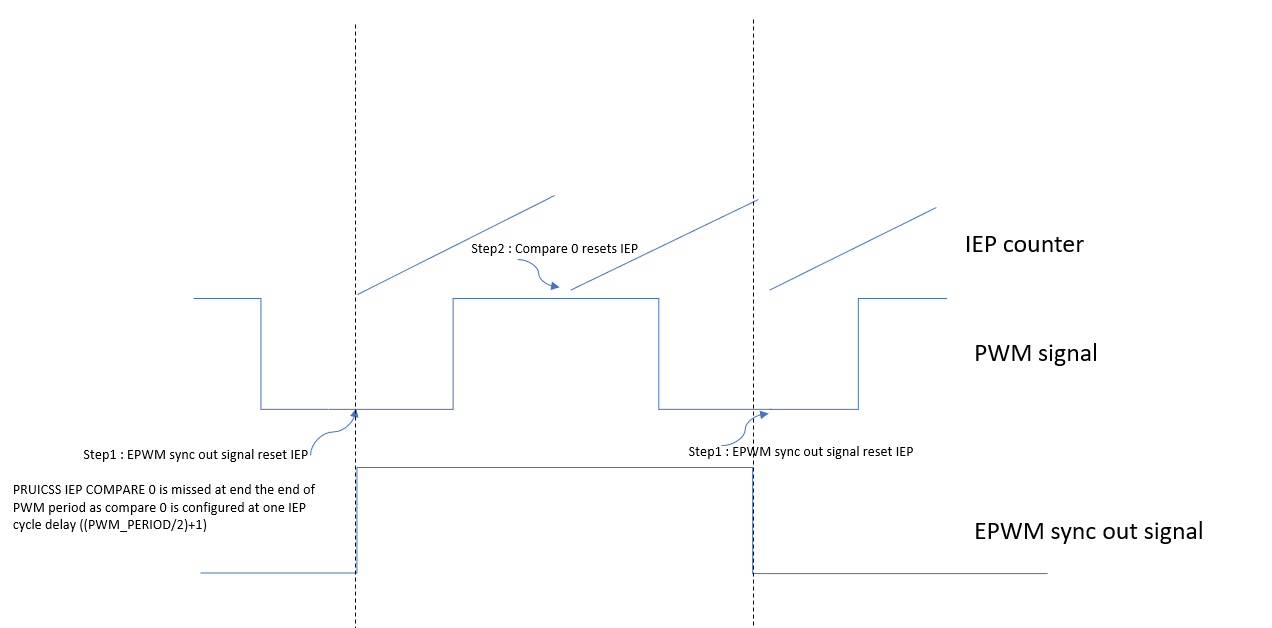 Step2 : Compare 0 resets IEP
IEP counter
PWM signal
Step1 : EPWM sync out signal reset IEP
Step1 : EPWM sync out signal reset IEP
PRUICSS IEP COMPARE 0 is missed at end the end of
PWM period as compare 0 is configured at one IEP
cycle delay ((PWM_PERIOD/2)+1)
EPWM sync out signal